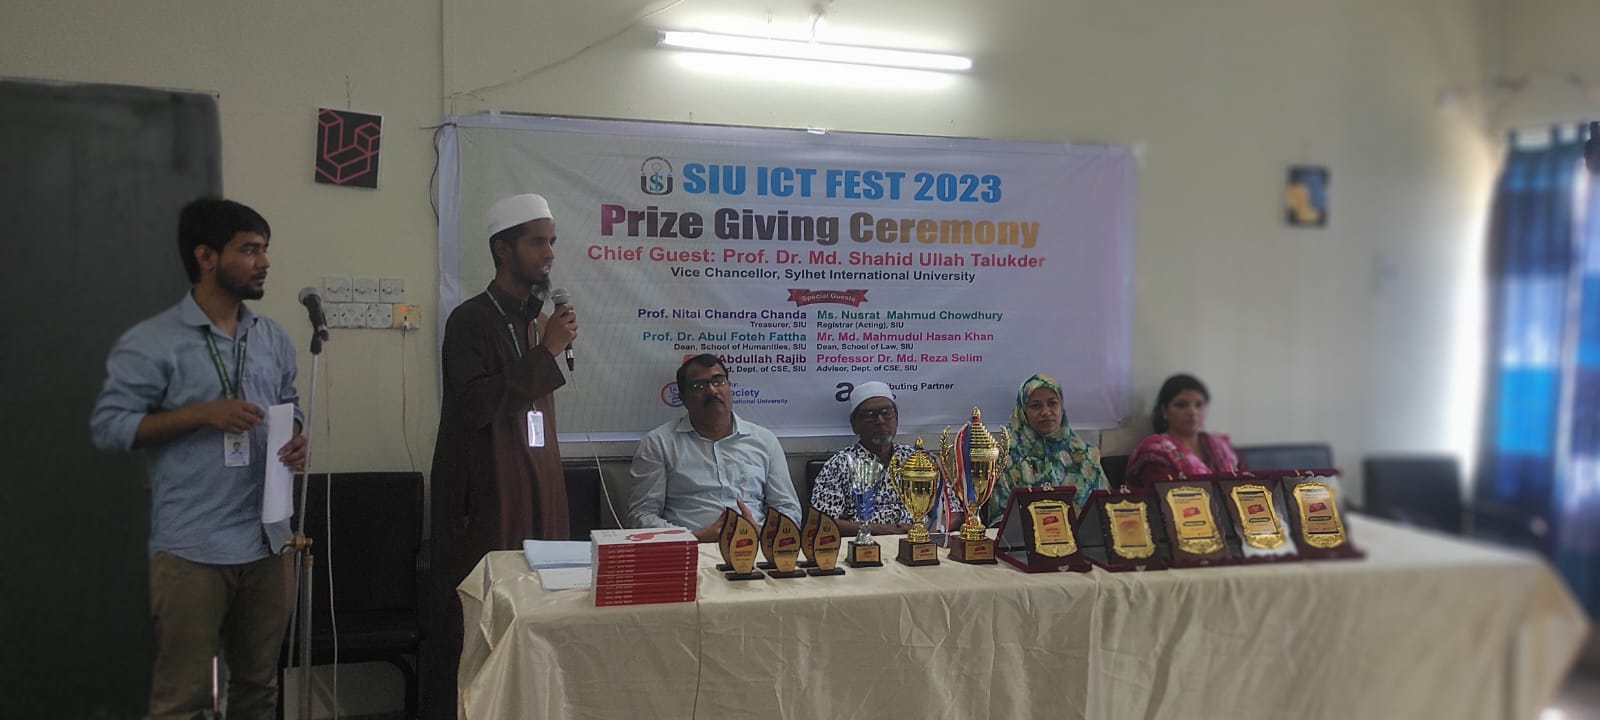 SIU ICT FEST 2023
Prize Giving Ceremony
Chief Guest: Prof. Dr. Md. Shahid Ullah Talukder
Vice Chancellor, Sylhet International University
Special Guests
Prof. Nitai Chandra Chanda
Treasurer, SIU
Ms. Nusrat Mahmud Chowdhury
Registrar (Acting), SIU
Prof. Dr. Abul Foteh Fattha
Dean, School of Humanities, SIU
Mr. Md. Mahmudul Hasan Khan
Dean, School of Law, SIU
Abdullah Rajib
Dept. of CSE, SIU
Professor Dr. Md. Reza Selim
Advisor, Dept. of CSE, SIU
by:
University
Partner